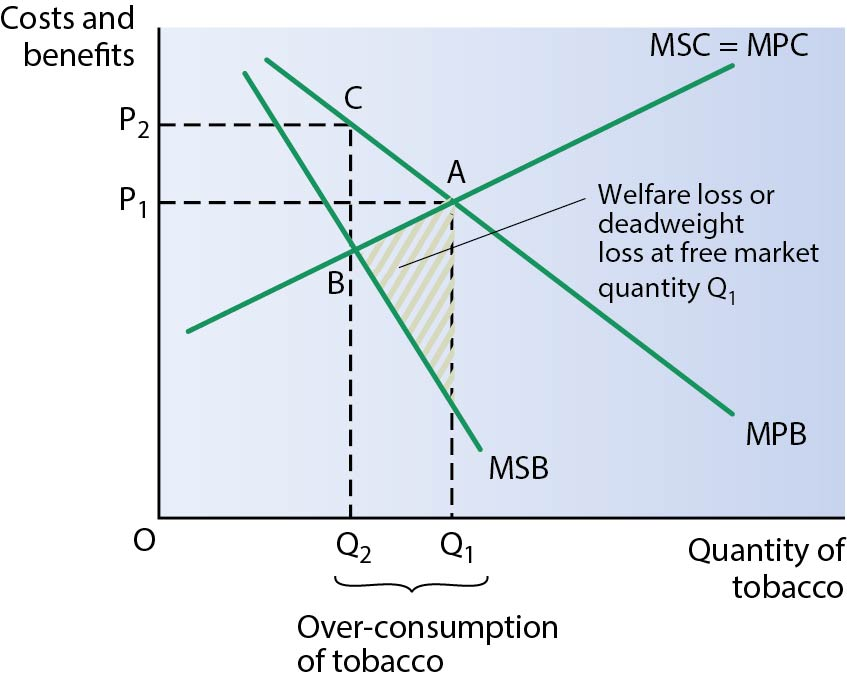 Costs and
benefits
MSC = MPC
C
P₂
A
P₁
Welfare loss or
deadweight
loss at free market
quantity Q₁
B
MPB
MSB
O
Q₂
Q₁
Quantity of
tobacco
Over-consumption
of tobacco